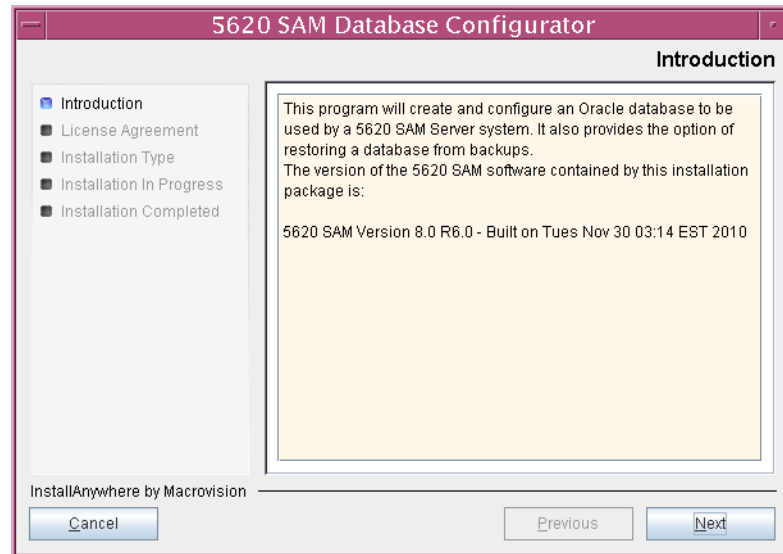 5620 SAM Database Configurator
Introduction
Introduction
License Agreement
Installation Type
Installation In Progress
Installation Completed
This program will create and configure an Oracle database to be
used by a 5620 SAM Server system. It also provides the option of
restoring a database from backups.
The version of the 5620 SAM software contained by this installation
package is:
5620 SAM Version 8.0 R6.0 - Built on Tues Nov 30 03:14 EST 2010
InstallAnywhere by Macrovision
Cancel
Previous
Next